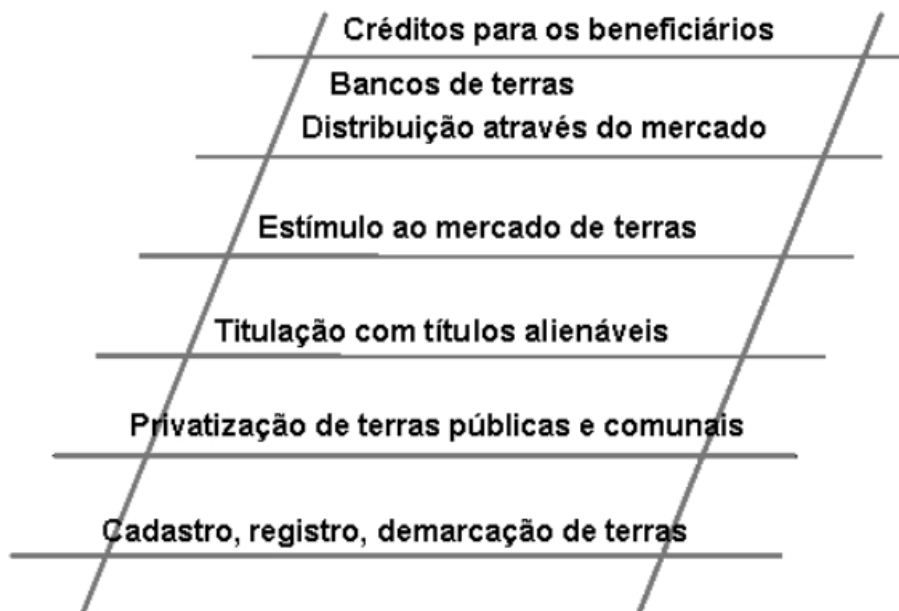 Créditos para os beneficiários
Bancos de terras
Distribuição através do mercado
Estímulo ao mercado de terras
Titulação com títulos alienáveis
Privatização de terras públicas e comunais
Cadastro, registro, demarcação de terras